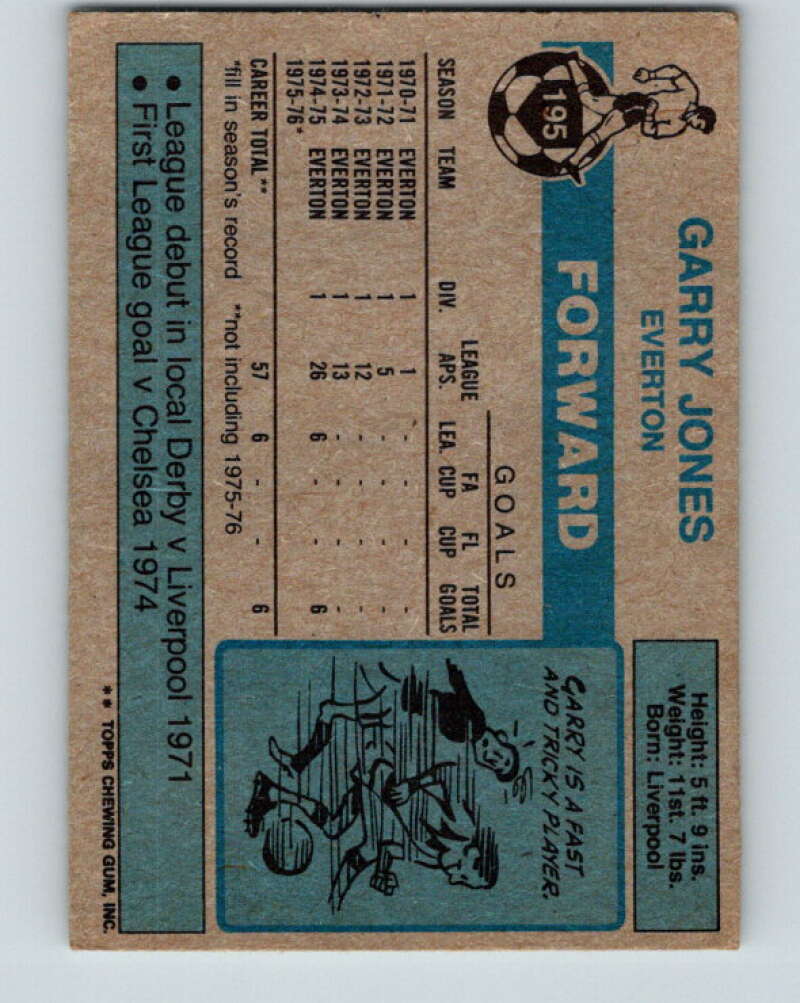 GARRY JONES
EVERTON
Height: 5 ft. 9 ins.
Weight: 11st. 7 lbs.
Born: Liverpool
195
FORWARD
GOALS
LEAGUE FA FL TOTAL
SEASON TEAM DIV. APS. LEA. CUP CUP GOALS
1970-71 EVERTON 1 1 - - - -
1971-72 EVERTON 1 5 - - - -
1972-73 EVERTON 1 12 - - - -
1973-74 EVERTON 1 13 - - - -
1974-75 EVERTON 1 26 6 - - 6
1975-76*
CAREER TOTAL** 57 6 - - 6
*fill in season's record **not including 1975-76
GARRY IS A FAST
AND TRICKY PLAYER.
• League debut in local Derby v Liverpool 1971
• First League goal v Chelsea 1974
** TOPPS CHEWING GUM, INC.